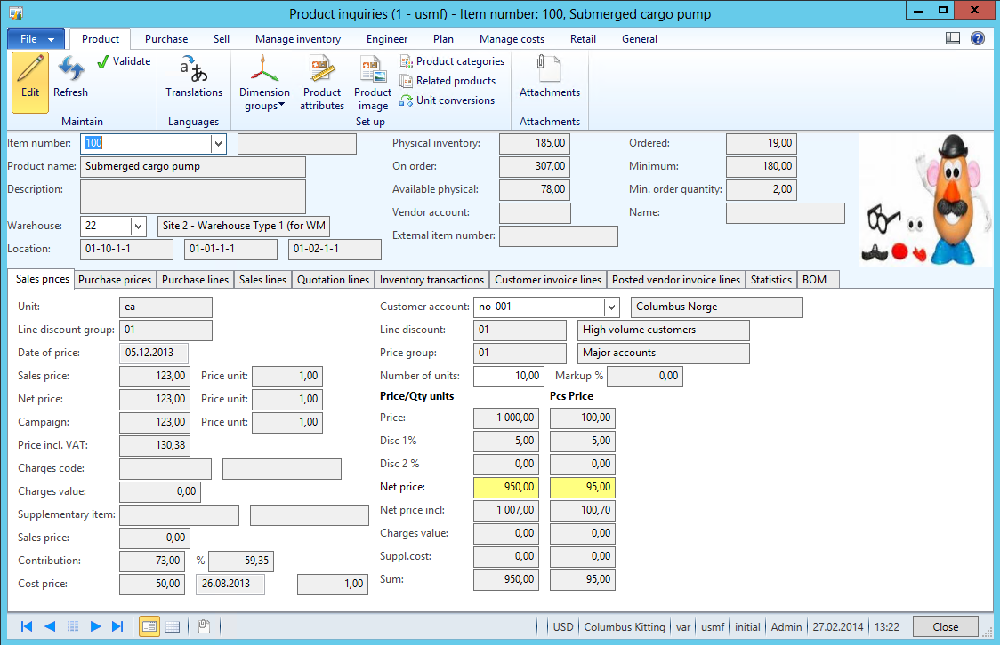 Product inquiries (1 - usmf) - Item number: 100, Submerged cargo pump
File Product Purchase Sell Manage inventory Engineer Plan Manage costs Retail General
Edit Refresh Validate Translations Dimension groups Product attributes Product image Product categories Attachments
Related products
Unit conversions
Maintain Languages Set up Attachments
Item number: 100 Physical inventory: 185,00 Ordered: 19,00
Product name: Submerged cargo pump On order: 307,00 Minimum: 180,00
Description: Available physical: 78,00 Min. order quantity: 2,00
Vendor account: Name:
Warehouse: 22 Site 2 - Warehouse Type 1 (for WM
External item number:
Location: 01-10-1-1 01-01-1-1 01-02-1-1
Sales prices Purchase prices Purchase lines Sales lines Quotation lines Inventory transactions Customer invoice lines Posted vendor invoice lines Statistics BOM
Unit: ea Customer account: no-001 Columbus Norge
Line discount group: 01 Line discount: 01 High volume customers
Date of price: 05.12.2013 Price group: 01 Major accounts
Sales price: 123,00 Price unit: 1,00 Number of units: 10,00 Markup % 0,00
Net price: 123,00 Price unit: 1,00 Price/Qty units Pcs Price
Campaign: 123,00 Price unit: 1,00 Price: 1 000,00 100,00
Price incl. VAT: 130,38 Disc 1% 5,00 5,00
Charges code: Disc 2 % 0,00 0,00
Charges value: 0,00 Net price: 950,00 95,00
Supplementary item: Net price incl: 1 007,00 100,70
Sales price: 0,00 Charges value: 0,00 0,00
Contribution: 73,00 % 59,35 Suppl.cost: 0,00 0,00
Cost price: 50,00 26.08.2013 1,00 Sum: 950,00 95,00
USD Columbus Kitting var usmf initial Admin 27.02.2014 13:22 Close